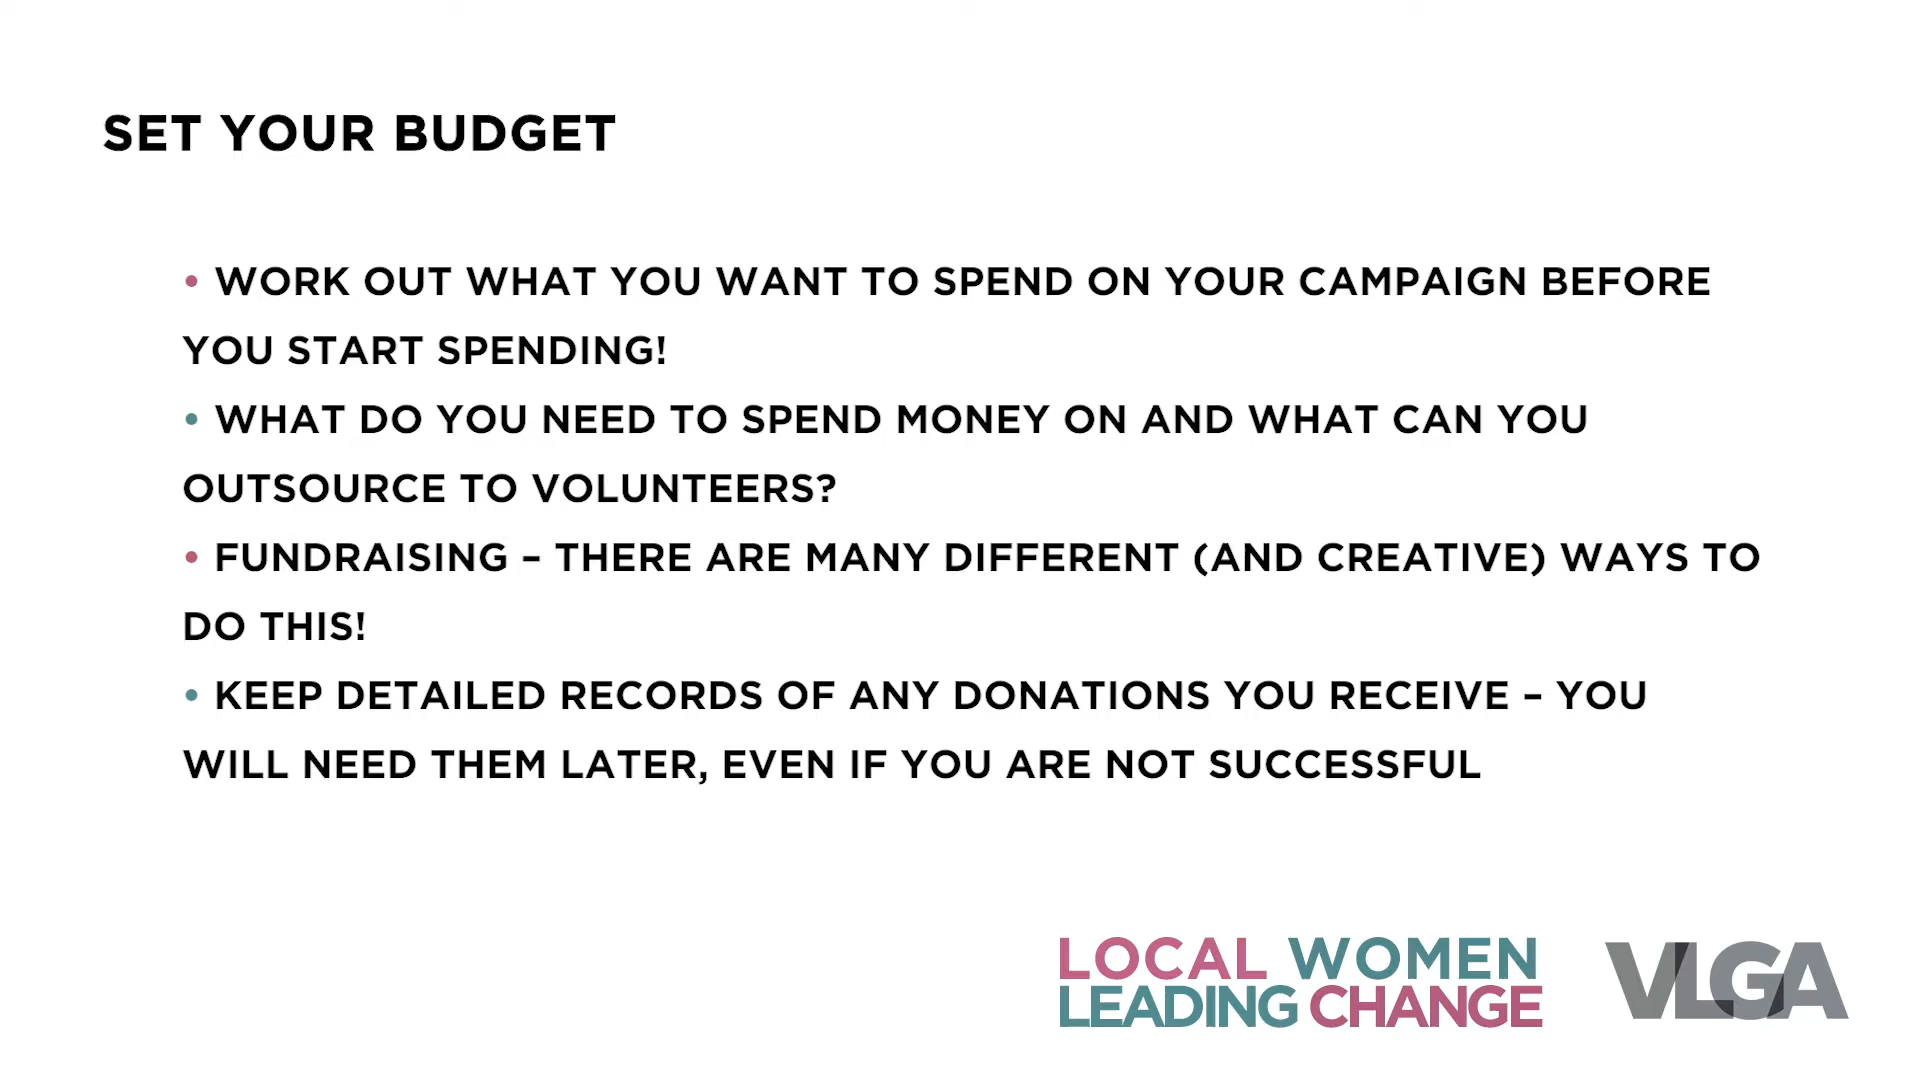 SET YOUR BUDGET
• WORK OUT WHAT YOU WANT TO SPEND ON YOUR CAMPAIGN BEFORE
YOU START SPENDING!
• WHAT DO YOU NEED TO SPEND MONEY ON AND WHAT CAN YOU
OUTSOURCE TO VOLUNTEERS?
• FUNDRAISING – THERE ARE MANY DIFFERENT (AND CREATIVE) WAYS TO
DO THIS!
• KEEP DETAILED RECORDS OF ANY DONATIONS YOU RECEIVE – YOU
WILL NEED THEM LATER, EVEN IF YOU ARE NOT SUCCESSFUL
LOCAL WOMEN
LEADING CHANGE
VLGA